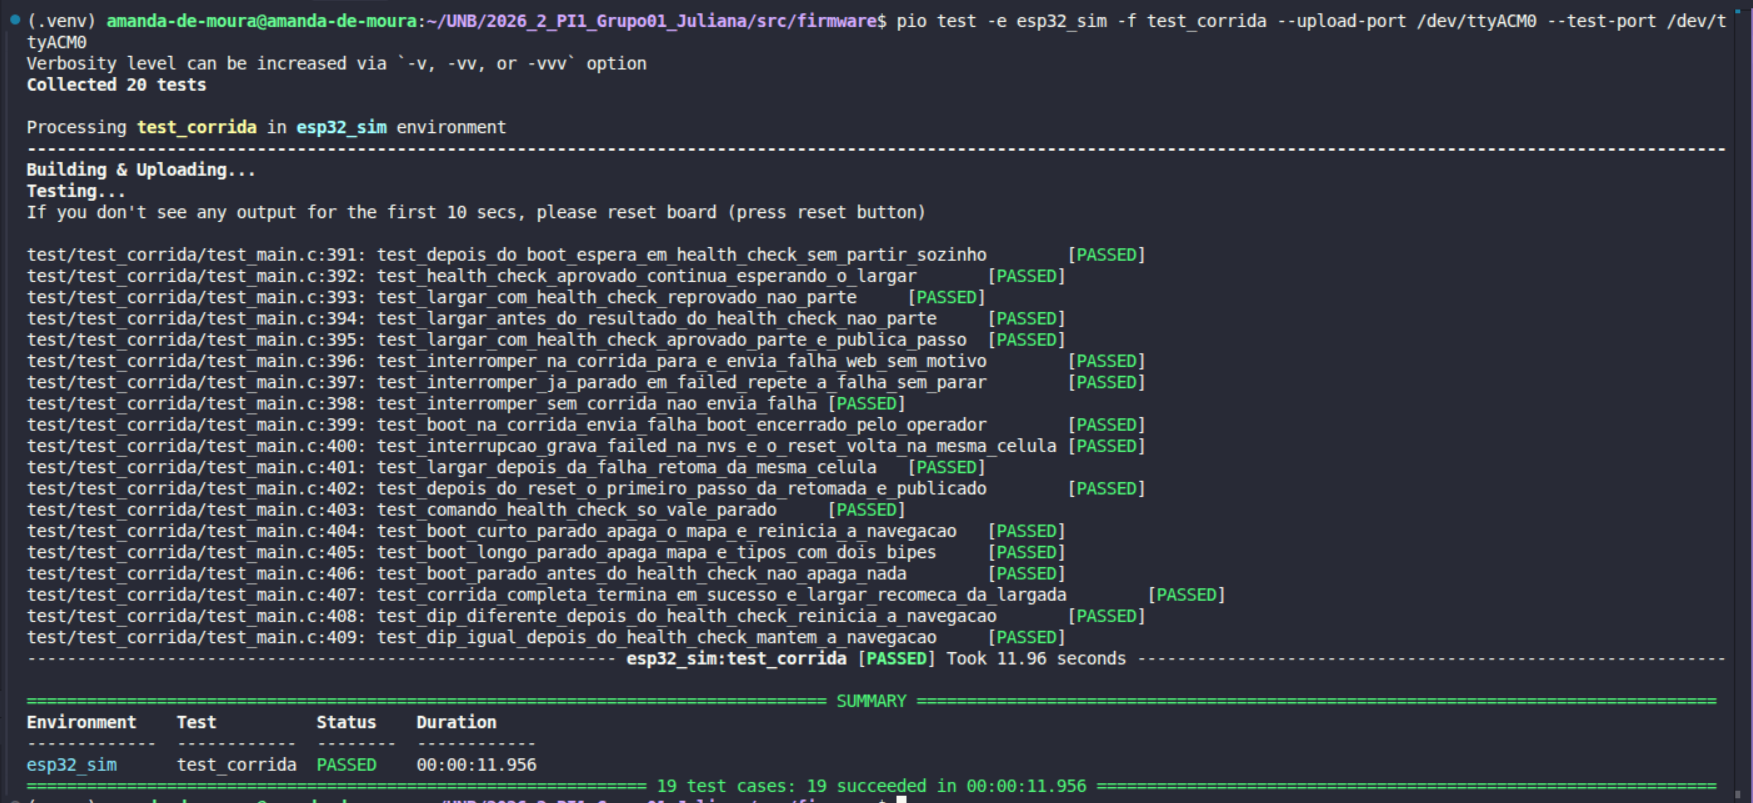 (.venv) amanda-de-moura@amanda-de-moura:~/UNB/2026_2_PI1_Grupo01_Juliana/src/firmware$ pio test -e esp32_sim -f test_corrida --upload-port /dev/ttyACM0 --test-port /dev/t
tyACM0
Verbosity level can be increased via `-v, -vv, or -vvv` option
Collected 20 tests
Processing test_corrida in esp32_sim environment
--------------------------------------------------------------------------------
Building & Uploading...
Testing...
If you don't see any output for the first 10 secs, please reset board (press reset button)
test/test_corrida/test_main.c:391: test_depois_do_boot_espera_em_health_check_sem_partir_sozinho [PASSED]
test/test_corrida/test_main.c:392: test_health_check_aprovado_continua_esperando_o_largar [PASSED]
test/test_corrida/test_main.c:393: test_largar_com_health_check_reprovado_nao_parte [PASSED]
test/test_corrida/test_main.c:394: test_largar_antes_do_resultado_do_health_check_nao_parte [PASSED]
test/test_corrida/test_main.c:395: test_largar_com_health_check_aprovado_parte_e_publica_passo [PASSED]
test/test_corrida/test_main.c:396: test_interromper_na_corrida_para_e_envia_falha_web_sem_motivo [PASSED]
test/test_corrida/test_main.c:397: test_interromper_ja_parado_em_failed_repete_a_falha_sem_parar [PASSED]
test/test_corrida/test_main.c:398: test_interromper_sem_corrida_nao_envia_falha [PASSED]
test/test_corrida/test_main.c:399: test_boot_na_corrida_envia_falha_boot_encerrado_pelo_operador [PASSED]
test/test_corrida/test_main.c:400: test_interrupcao_grava_failed_na_nvs_e_o_reset_volta_na_mesma_celula [PASSED]
test/test_corrida/test_main.c:401: test_largar_depois_da_falha_retoma_da_mesma_celula [PASSED]
test/test_corrida/test_main.c:402: test_depois_do_reset_o_primeiro_passo_da_retomada_e_publicado [PASSED]
test/test_corrida/test_main.c:403: test_comando_health_check_so_vale_parado [PASSED]
test/test_corrida/test_main.c:404: test_boot_curto_parado_apaga_o_mapa_e_reinicia_a_navegacao [PASSED]
test/test_corrida/test_main.c:405: test_boot_longo_parado_apaga_mapa_e_tipos_com_dois_bipes [PASSED]
test/test_corrida/test_main.c:406: test_boot_parado_antes_do_health_check_nao_apaga_nada [PASSED]
test/test_corrida/test_main.c:407: test_corrida_completa_termina_em_sucesso_e_largar_recomeca_da_largada [PASSED]
test/test_corrida/test_main.c:408: test_dip_diferente_depois_do_health_check_reinicia_a_navegacao [PASSED]
test/test_corrida/test_main.c:409: test_dip_igual_depois_do_health_check_mantem_a_navegacao [PASSED]
----------------------------------------------------------- esp32_sim:test_corrida [PASSED] Took 11.96 seconds -----------------------------------------------------------
================================================================================ SUMMARY ================================================================================
Environment Test Status Duration
------------- ------------ -------- ------------
esp32_sim test_corrida PASSED 00:00:11.956
============================================================== 19 test cases: 19 succeeded in 00:00:11.956 ==============================================================